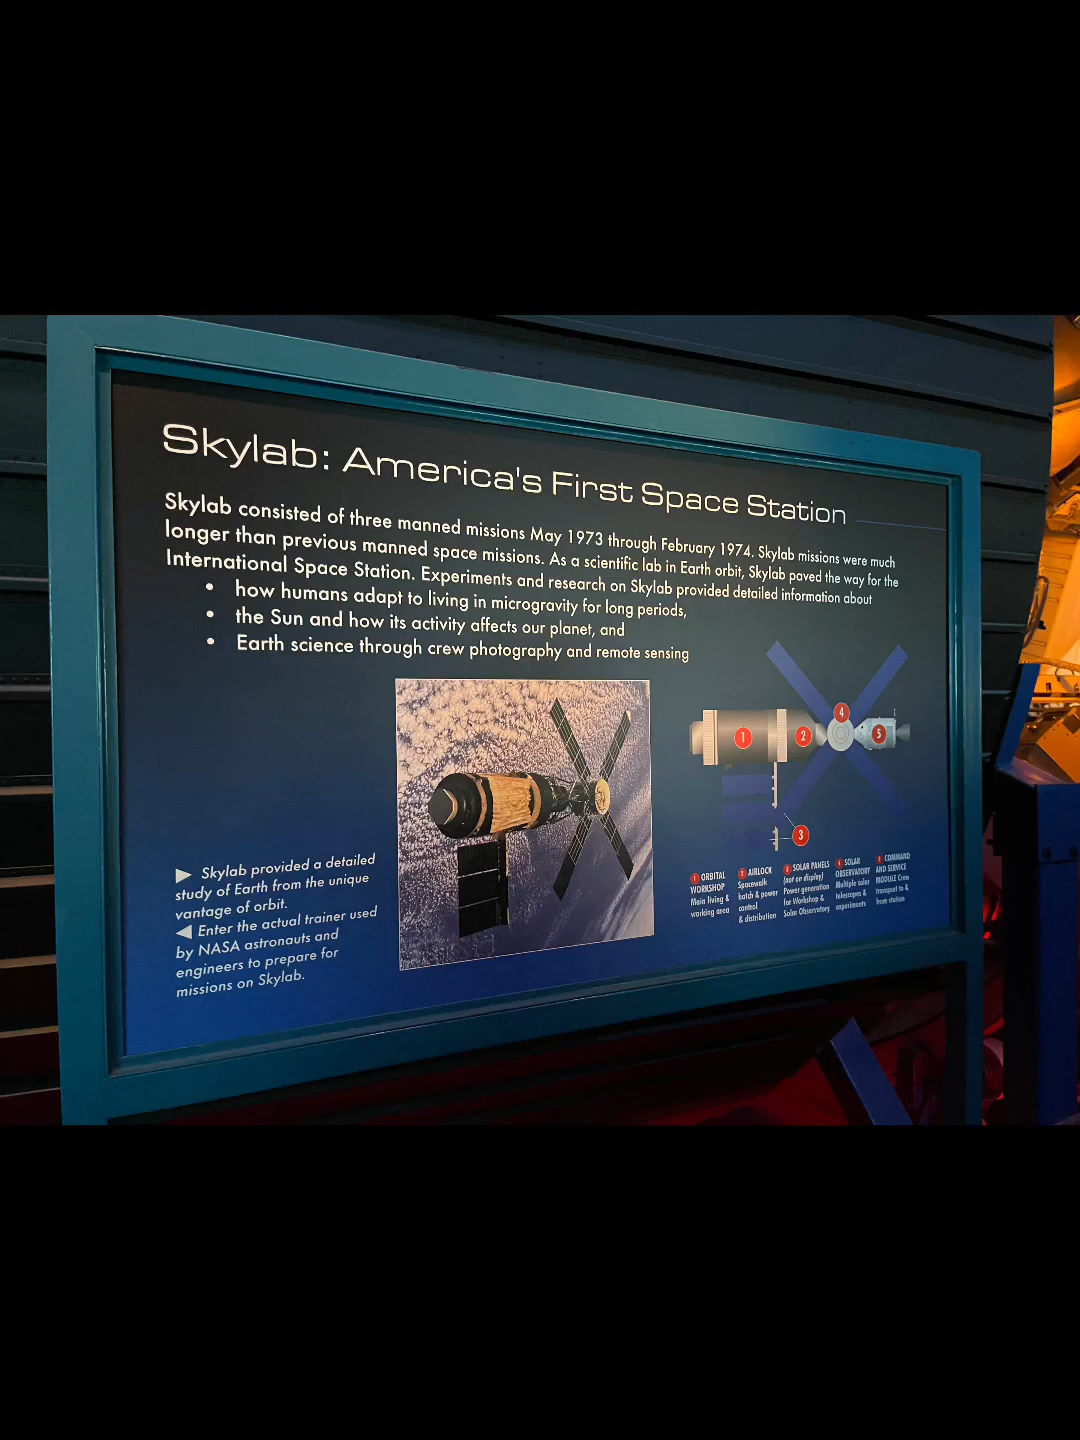 Skylab: America's First Space Station
Skylab consisted of three manned missions May 1973 through February 1974. Skylab missions were much
longer than previous manned space missions. As a scientific lab in Earth orbit, Skylab paved the way for the
International Space Station. Experiments and research on Skylab provided detailed information about
• how humans adapt to living in microgravity for long periods,
• the Sun and how its activity affects our planet, and
• Earth science through crew photography and remote sensing
▶ Skylab provided a detailed
study of Earth from the unique
vantage of orbit.
◀ Enter the actual trainer used
by NASA astronauts and
engineers to prepare for
missions on Skylab.
1
2
4
5
3
1 ORBITAL
WORKSHOP
Main living &
working area
2 AIRLOCK
Spacewalk
hatch & power
control
& distribution
3 SOLAR PANELS
(not on display)
Power generation
for Workshop &
Solar Observatory
4 SOLAR
OBSERVATORY
Multiple solar
telescopes &
experiments
5 COMMAND
AND SERVICE
MODULE Crew
transport to &
from station